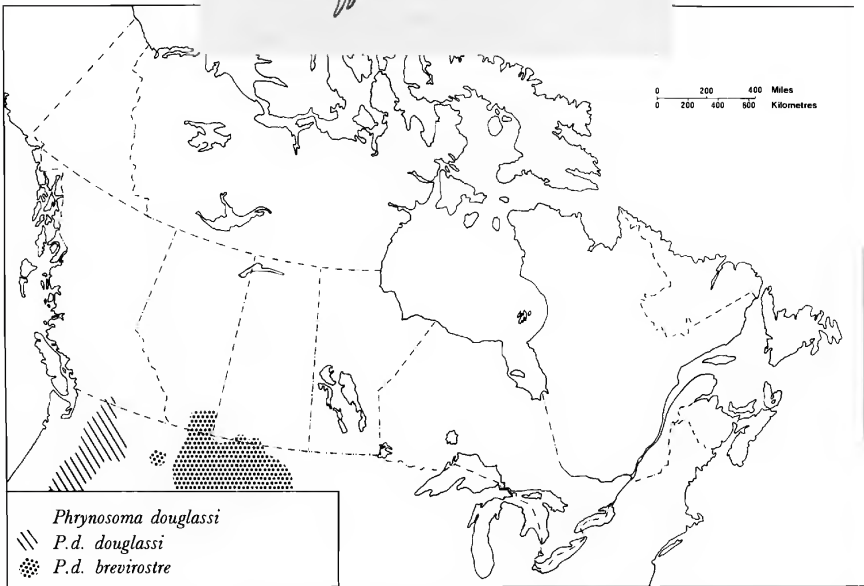 0 200 400 Miles
0 200 400 600 Kilometres
Phrynosoma douglassi
P.d. douglassi
P.d. brevirostre